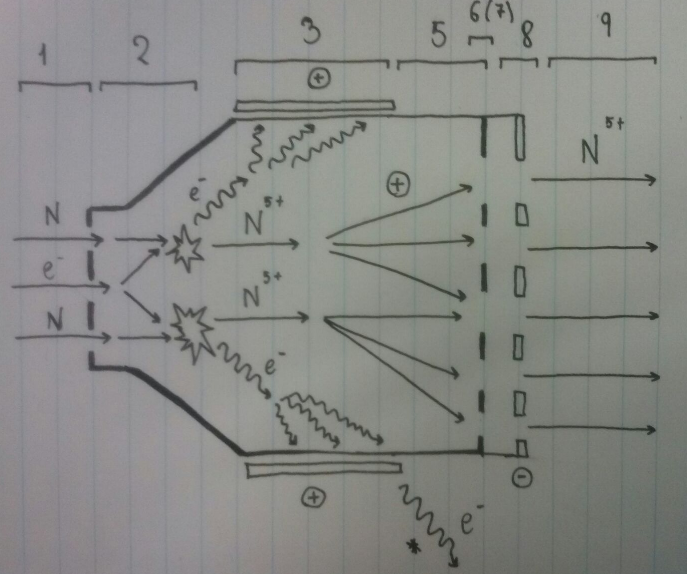 1 2 3 5 6(7) 8 9
⊕
N⁵⁺
e⁻
⊕
N
N⁵⁺
e⁻
N⁵⁺
N
e⁻
⊖
⊕
e⁻
*